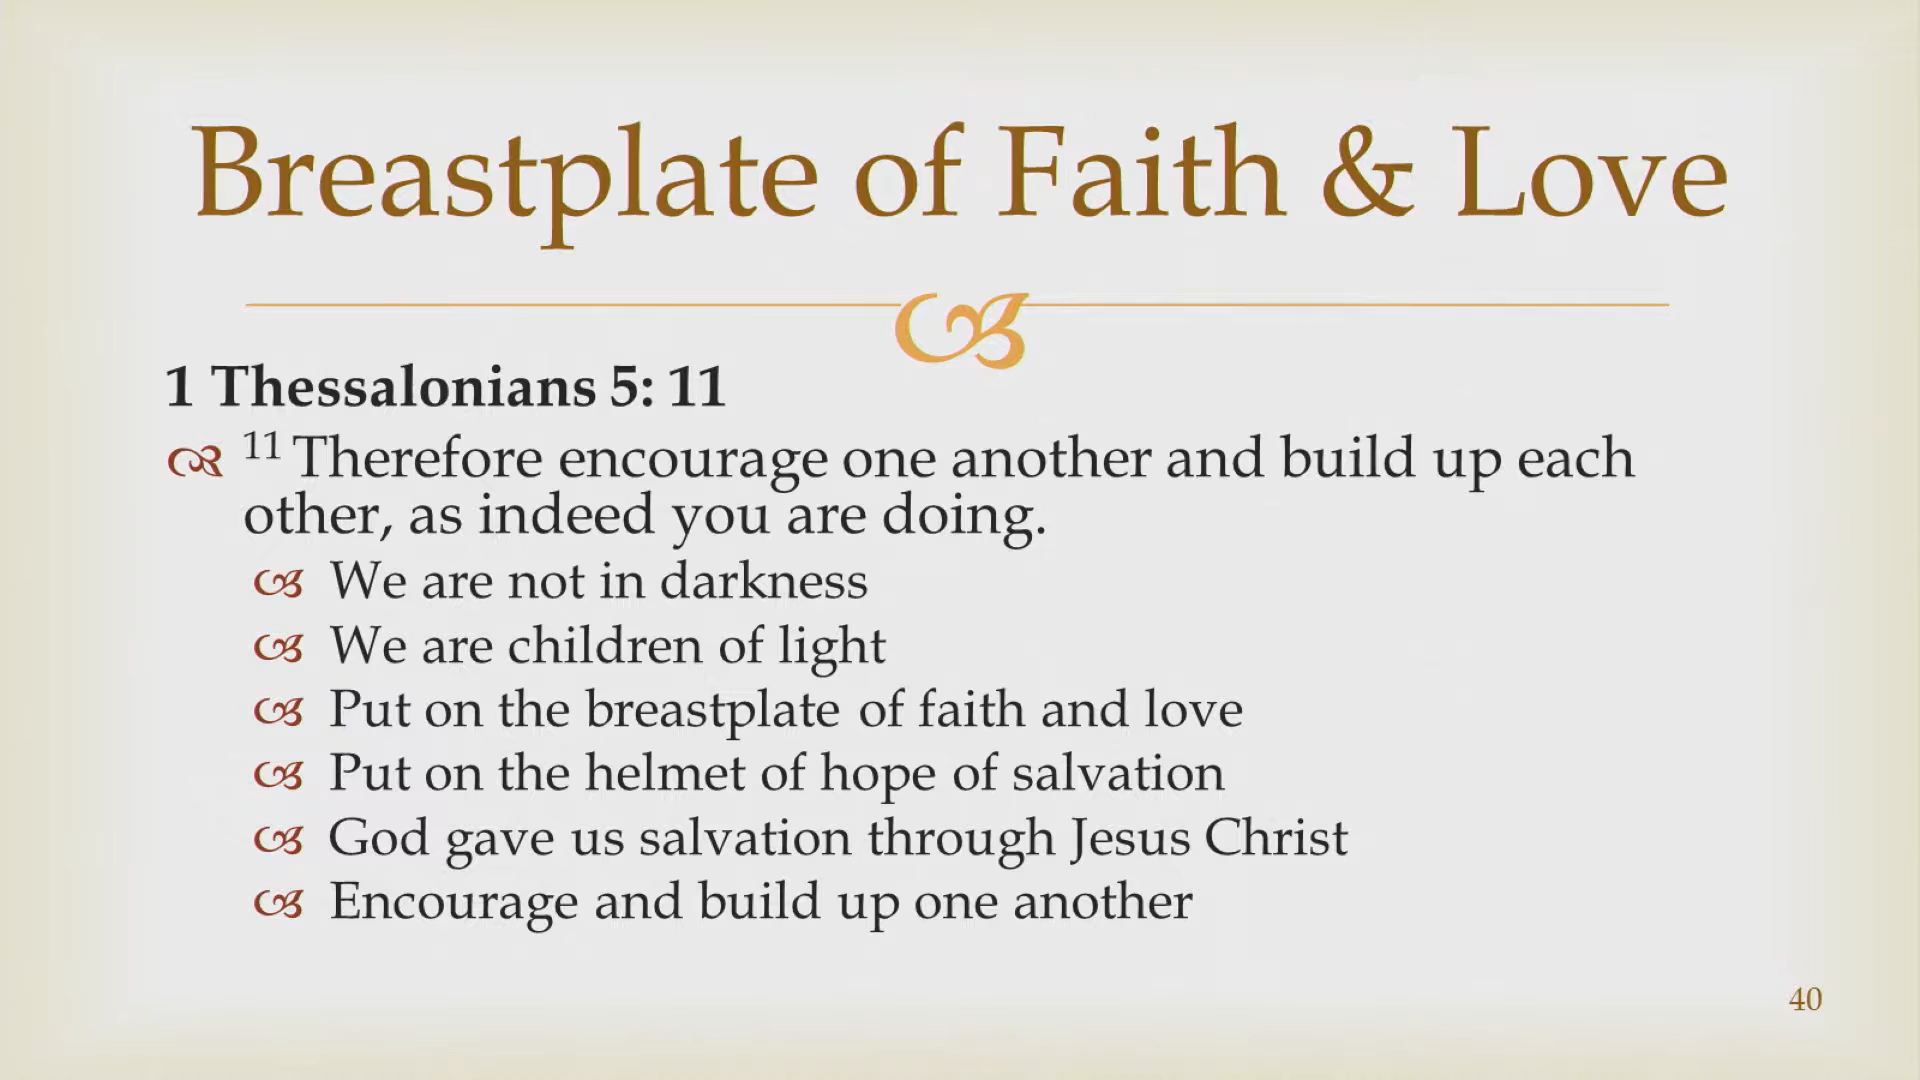 Breastplate of Faith & Love
1 Thessalonians 5: 11
11 Therefore encourage one another and build up each
other, as indeed you are doing.
We are not in darkness
We are children of light
Put on the breastplate of faith and love
Put on the helmet of hope of salvation
God gave us salvation through Jesus Christ
Encourage and build up one another
40